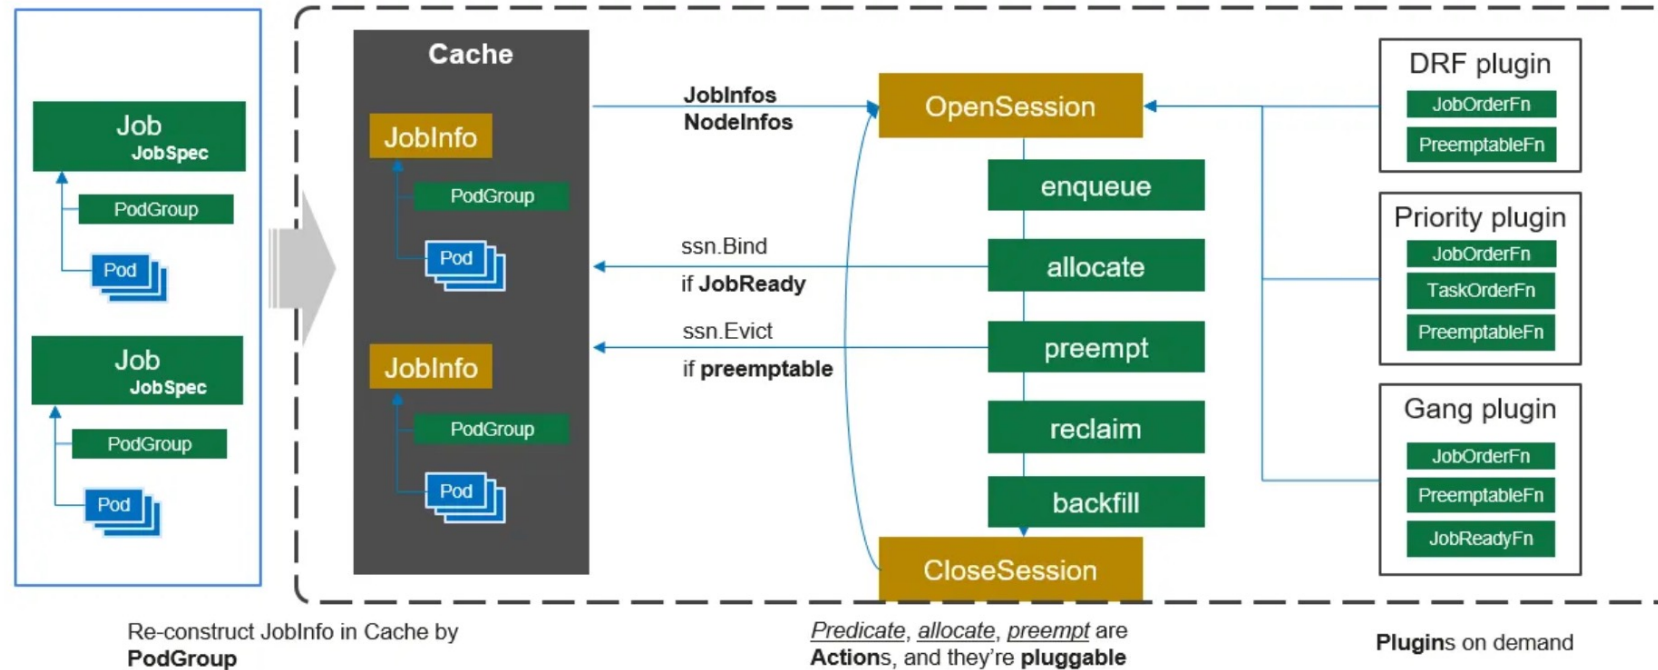 Job
JobSpec
PodGroup
Pod
Job
JobSpec
PodGroup
Pod
Re-construct JobInfo in Cache by
PodGroup
Cache
JobInfo
PodGroup
Pod
JobInfo
PodGroup
Pod
JobInfos
NodeInfos
ssn.Bind
if JobReady
ssn.Evict
if preemptable
OpenSession
enqueue
allocate
preempt
reclaim
backfill
CloseSession
Predicate, allocate, preempt are
Actions, and they're pluggable
DRF plugin
JobOrderFn
PreemptableFn
Priority plugin
JobOrderFn
TaskOrderFn
PreemptableFn
Gang plugin
JobOrderFn
PreemptableFn
JobReadyFn
Plugins on demand